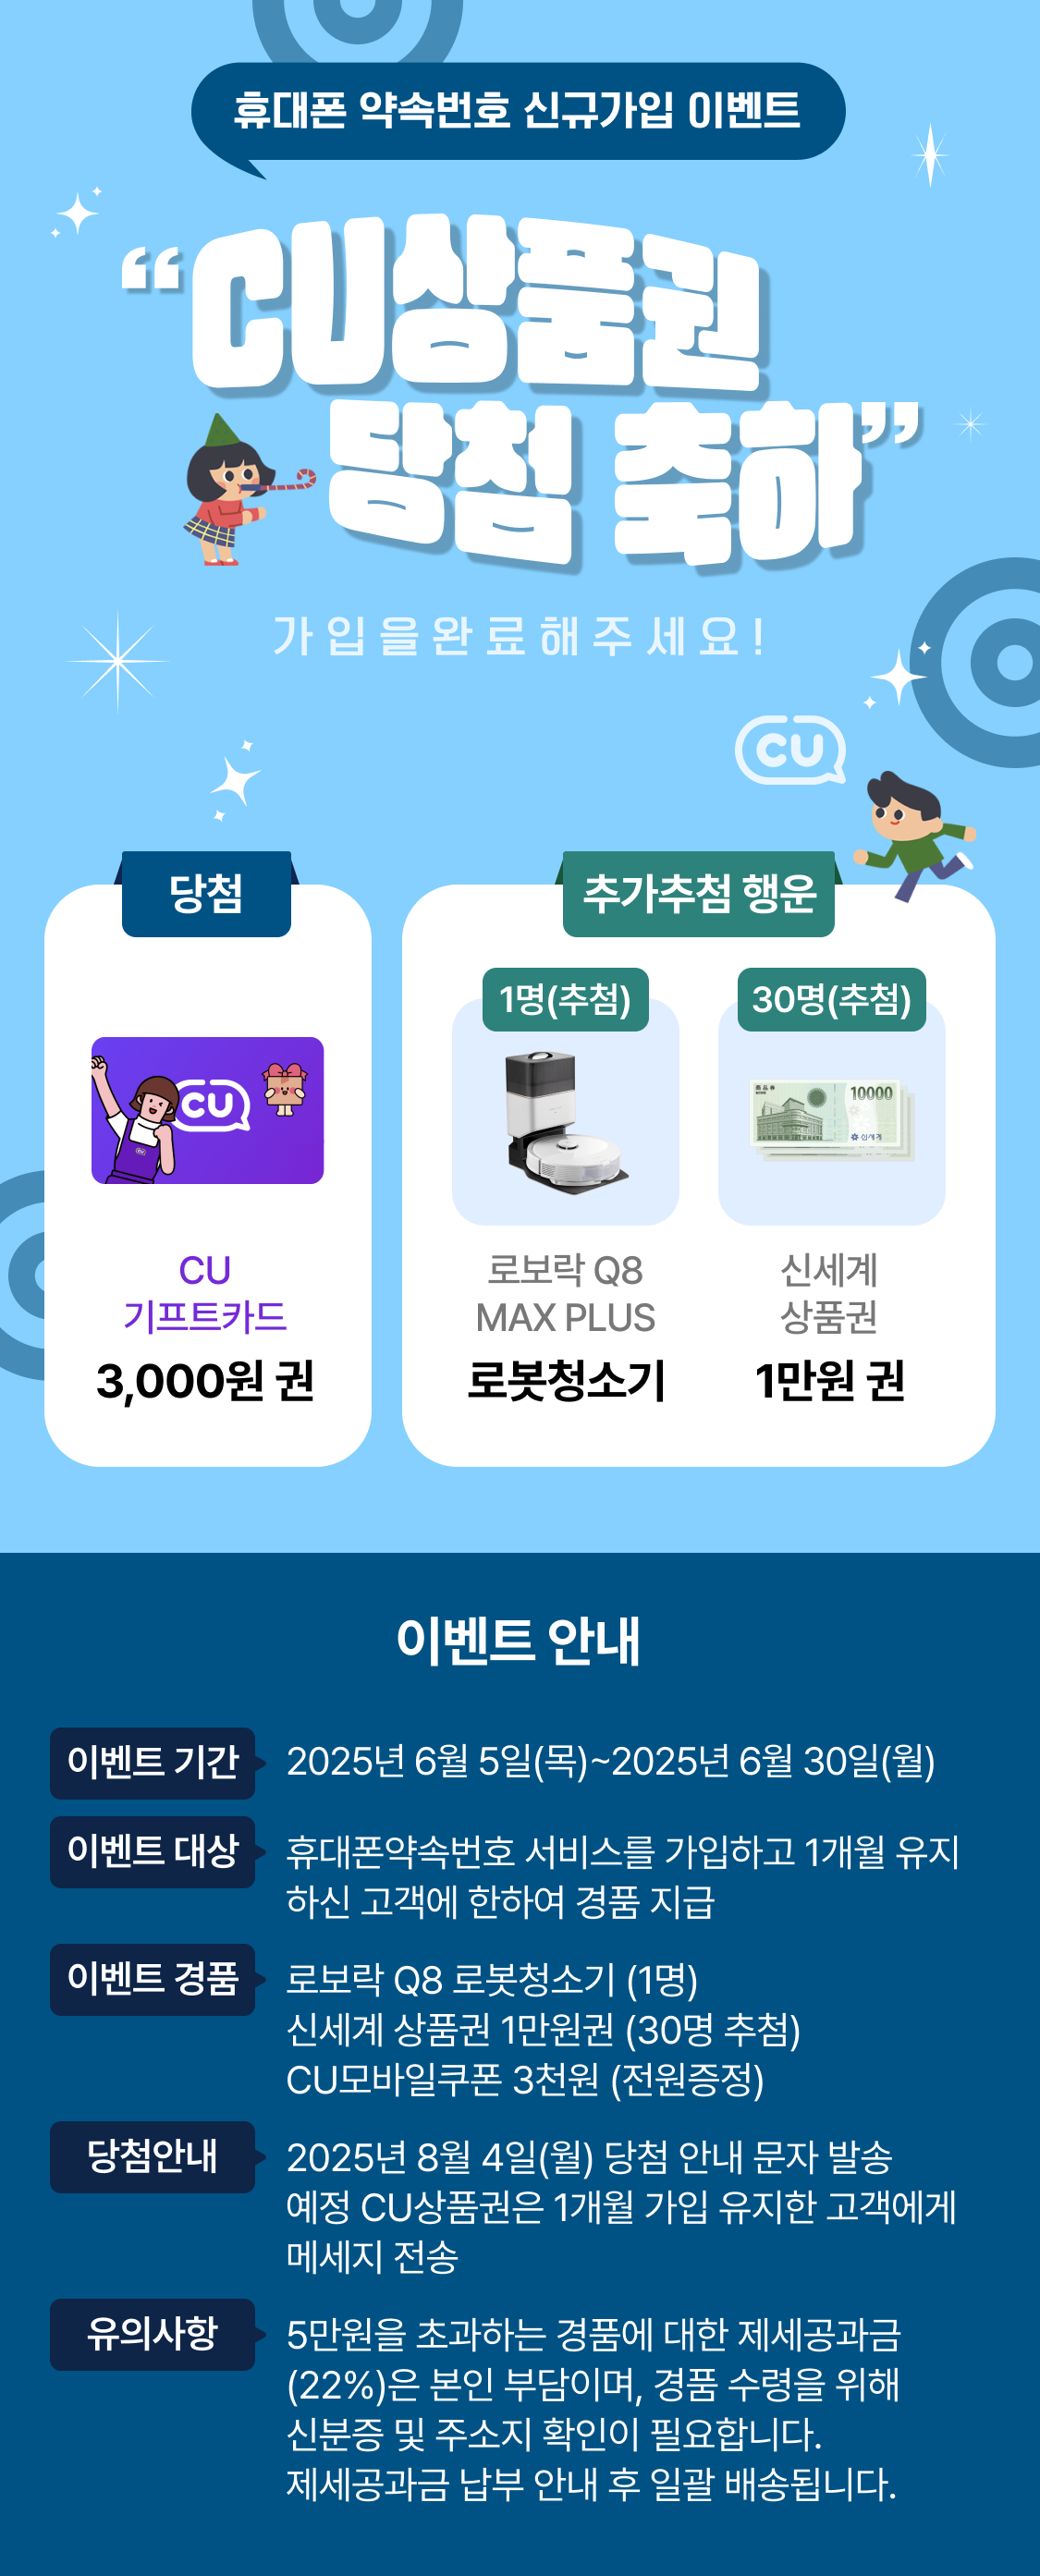 휴대폰 약속번호 신규가입 이벤트
“CU상품권
당첨 축하”
가입을완료해주세요!
CU
당첨
추가추첨 행운
1명(추첨)
30명(추첨)
CU
商品券
10000
신세계
CU
기프트카드
3,000원 권
로보락 Q8
MAX PLUS
로봇청소기
신세계
상품권
1만원 권
이벤트 안내
이벤트 기간
2025년 6월 5일(목)~2025년 6월 30일(월)
이벤트 대상
휴대폰약속번호 서비스를 가입하고 1개월 유지
하신 고객에 한하여 경품 지급
이벤트 경품
로보락 Q8 로봇청소기 (1명)
신세계 상품권 1만원권 (30명 추첨)
CU모바일쿠폰 3천원 (전원증정)
당첨안내
2025년 8월 4일(월) 당첨 안내 문자 발송
예정 CU상품권은 1개월 가입 유지한 고객에게
메세지 전송
유의사항
5만원을 초과하는 경품에 대한 제세공과금
(22%)은 본인 부담이며, 경품 수령을 위해
신분증 및 주소지 확인이 필요합니다.
제세공과금 납부 안내 후 일괄 배송됩니다.